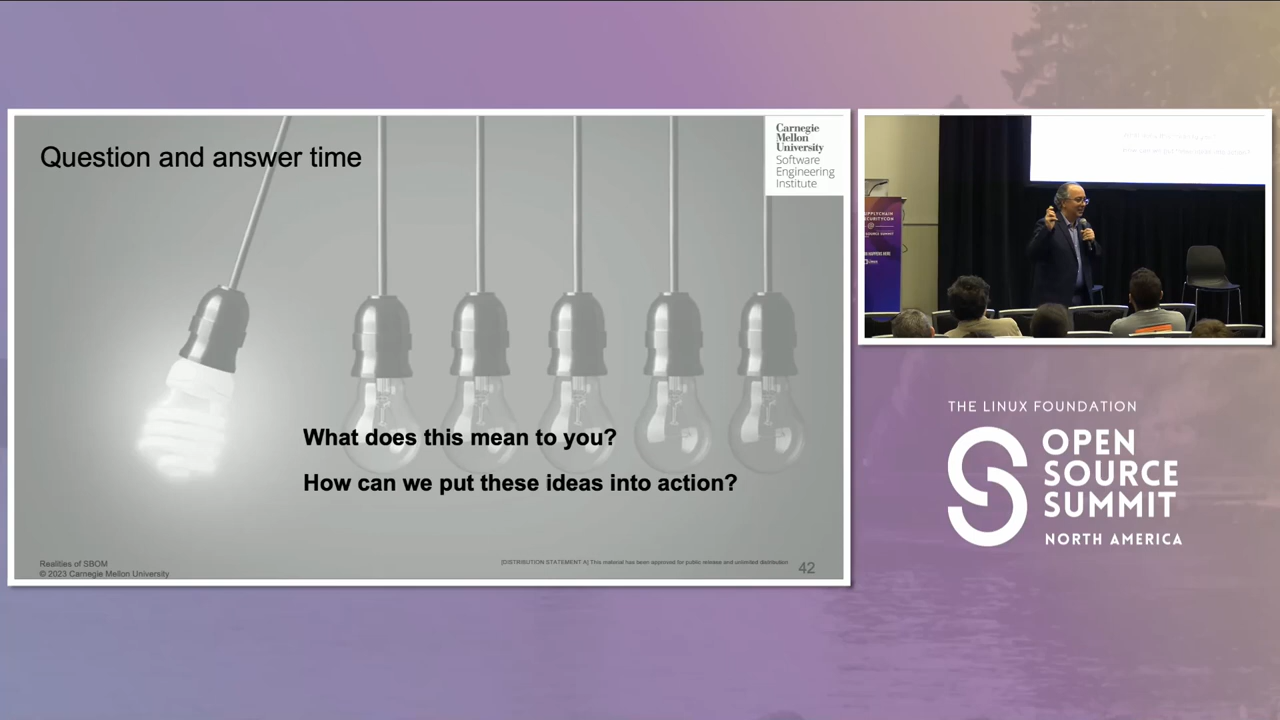 Question and answer time
Carnegie
Mellon
University
Software
Engineering
Institute
What does this mean to you?
How can we put these ideas into action?
Realities of SBOM
© 2023 Carnegie Mellon University
[DISTRIBUTION STATEMENT A] This material has been approved for public release and unlimited distribution
42
THE LINUX FOUNDATION
OPEN
SOURCE
SUMMIT
NORTH AMERICA